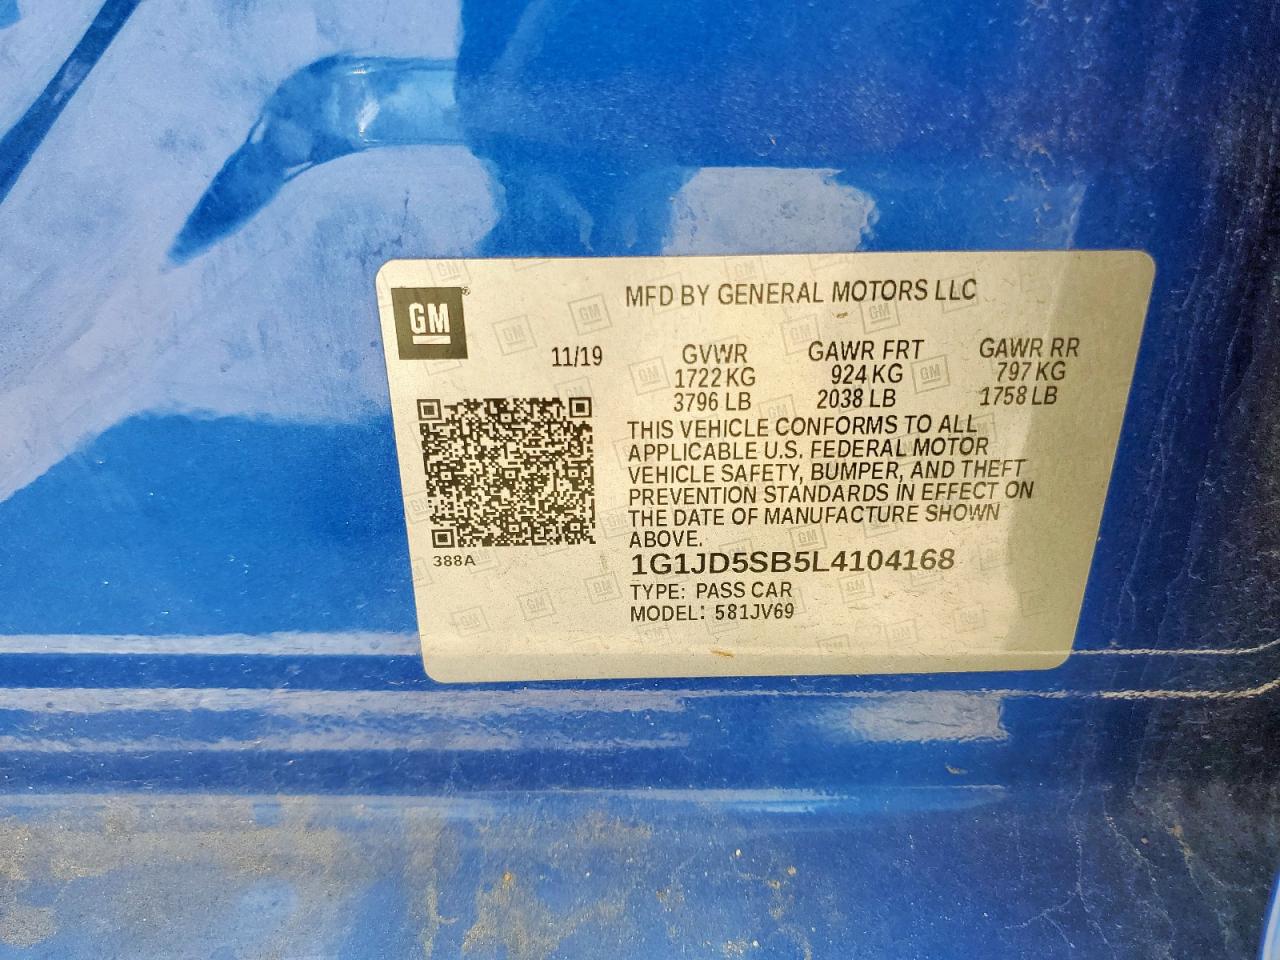 GM
MFD BY GENERAL MOTORS LLC
11/19
GVWR GAWR FRT GAWR RR
1722 KG 924 KG 797 KG
3796 LB 2038 LB 1758 LB
THIS VEHICLE CONFORMS TO ALL
APPLICABLE U.S. FEDERAL MOTOR
VEHICLE SAFETY, BUMPER, AND THEFT
PREVENTION STANDARDS IN EFFECT ON
THE DATE OF MANUFACTURE SHOWN
ABOVE.
388A
1G1JD5SB5L4104168
TYPE: PASS CAR
MODEL: 581JV69